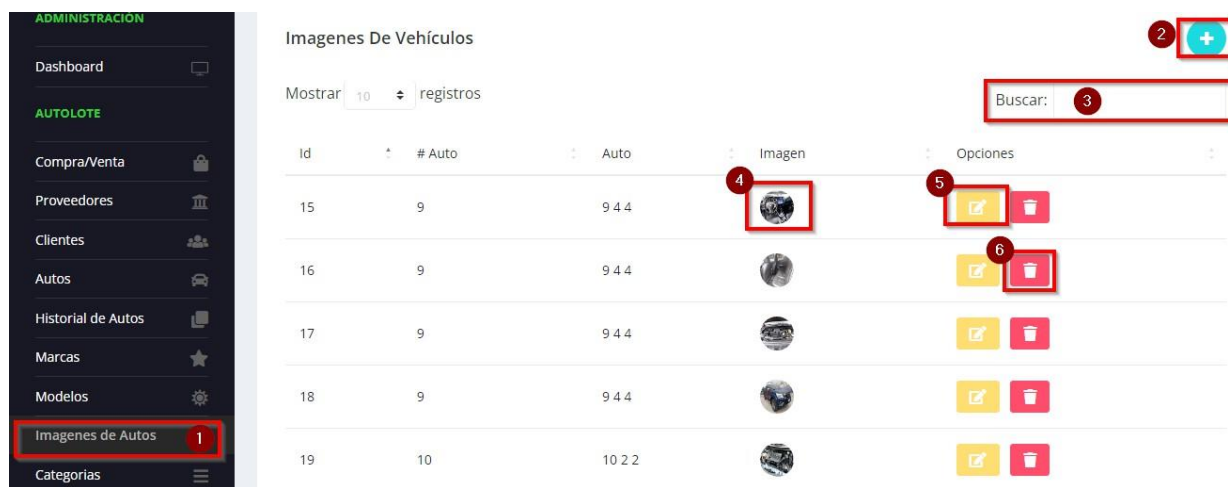 ADMINISTRACIÓN
Dashboard
AUTOLOTE
Compra/Venta
Proveedores
Clientes
Autos
Historial de Autos
Marcas
Modelos
Imagenes de Autos 1
Categorias
Imagenes De Vehículos 2 +
Mostrar 10 registros
Buscar: 3
Id # Auto Auto Imagen Opciones
4 5
15 9 9 4 4
6
16 9 9 4 4
17 9 9 4 4
18 9 9 4 4
19 10 10 2 2